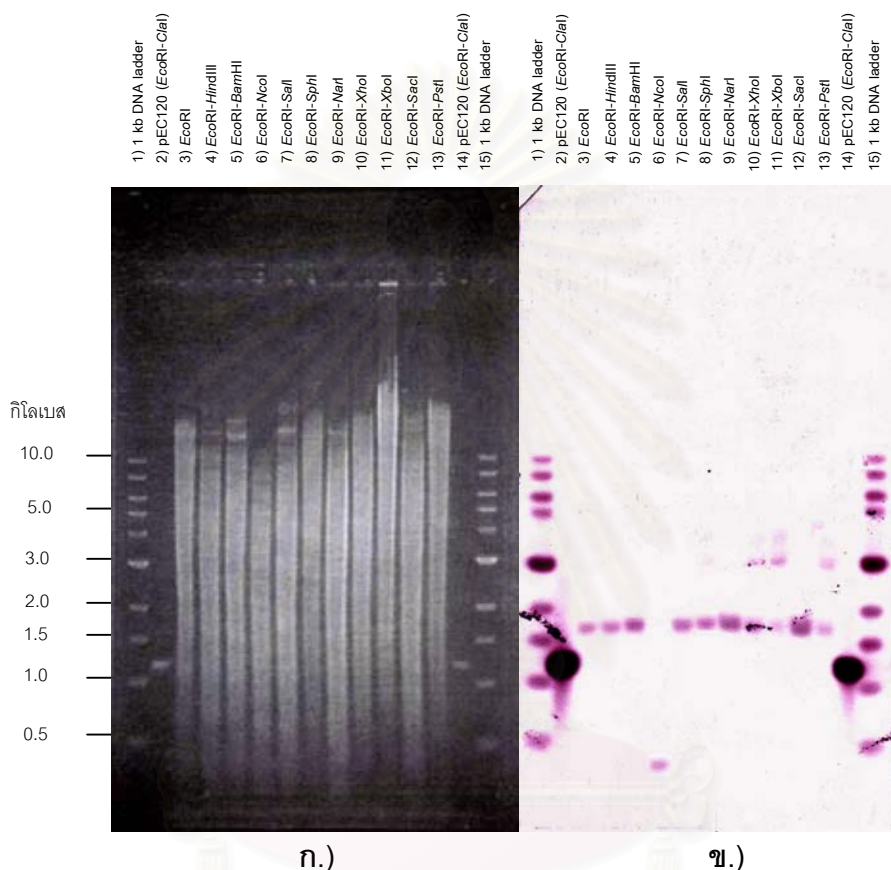 1) 1 kb DNA ladder
2) pEC120 (EcoRI-ClaI)
3) EcoRI
4) EcoRI-HindIII
5) EcoRI-BamHI
6) EcoRI-NcoI
7) EcoRI-SalI
8) EcoRI-SphI
9) EcoRI-NarI
10) EcoRI-XhoI
11) EcoRI-XboI
12) EcoRI-SacI
13) EcoRI-PstI
14) pEC120 (EcoRI-ClaI)
15) 1 kb DNA ladder
1) 1 kb DNA ladder
2) pEC120 (EcoRI-ClaI)
3) EcoRI
4) EcoRI-HindIII
5) EcoRI-BamHI
6) EcoRI-NcoI
7) EcoRI-SalI
8) EcoRI-SphI
9) EcoRI-NarI
10) EcoRI-XhoI
11) EcoRI-XboI
12) EcoRI-SacI
13) EcoRI-PstI
14) pEC120 (EcoRI-ClaI)
15) 1 kb DNA ladder
กิโลเบส
10.0
5.0
3.0
2.0
1.5
1.0
0.5
ก.)
ข.)